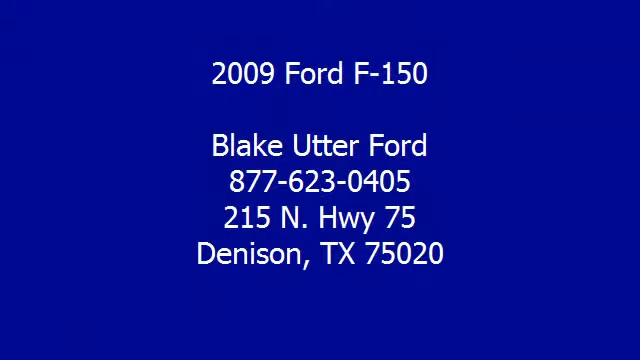 2009 Ford F-150
Blake Utter Ford
877-623-0405
215 N. Hwy 75
Denison, TX 75020